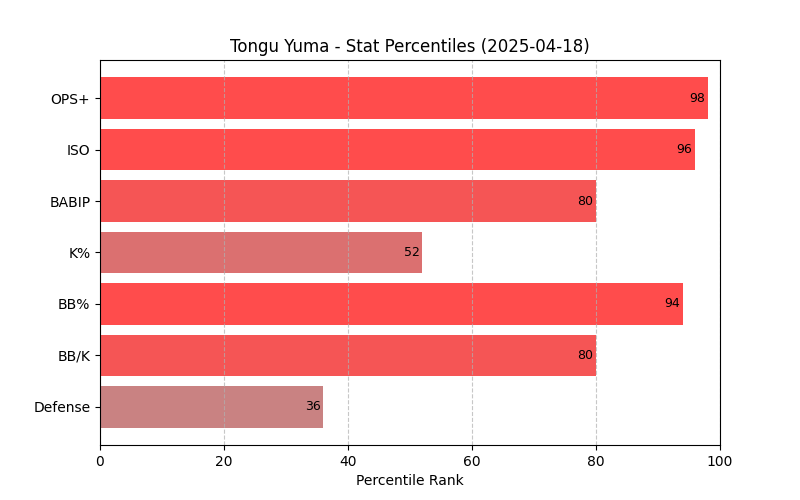 Tongu Yuma - Stat Percentiles (2025-04-18)
OPS+ 98
ISO 96
BABIP 80
K% 52
BB% 94
BB/K 80
Defense 36
0 20 40 60 80 100
Percentile Rank